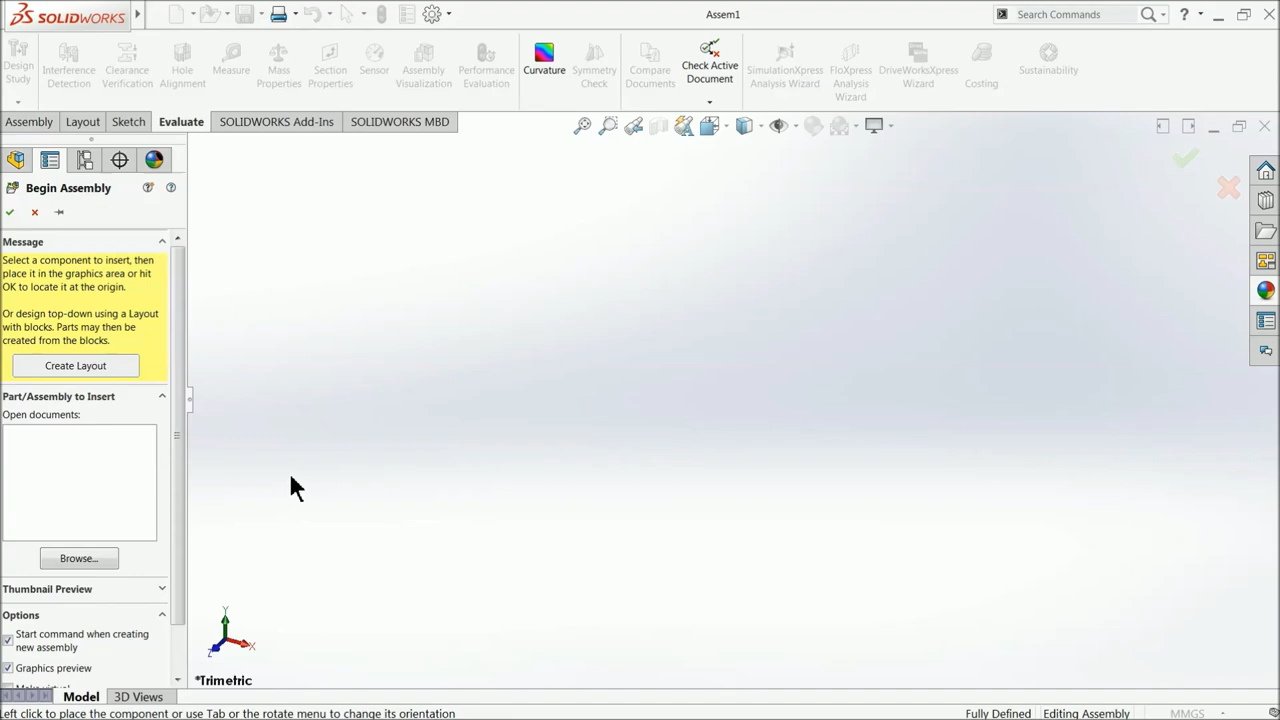 SOLIDWORKS
Assem1
Search Commands
Design Study
Interference Detection
Clearance Verification
Hole Alignment
Measure
Mass Properties
Section Properties
Sensor
Assembly Visualization
Performance Evaluation
Curvature
Symmetry Check
Compare Documents
Check Active Document
SimulationXpress Analysis Wizard
FloXpress Analysis Wizard
DriveWorksXpress Wizard
Costing
Sustainability
Assembly
Layout
Sketch
Evaluate
SOLIDWORKS Add-Ins
SOLIDWORKS MBD
Begin Assembly
Message
Select a component to insert, then
place it in the graphics area or hit
OK to locate it at the origin.
Or design top-down using a Layout
with blocks. Parts may then be
created from the blocks.
Create Layout
Part/Assembly to Insert
Open documents:
Browse...
Thumbnail Preview
Options
Start command when creating
new assembly
Graphics preview
Y
X
Z
*Trimetric
Model
3D Views
Left click to place the component or use Tab or the rotate menu to change its orientation
Fully Defined
Editing Assembly
MMGS